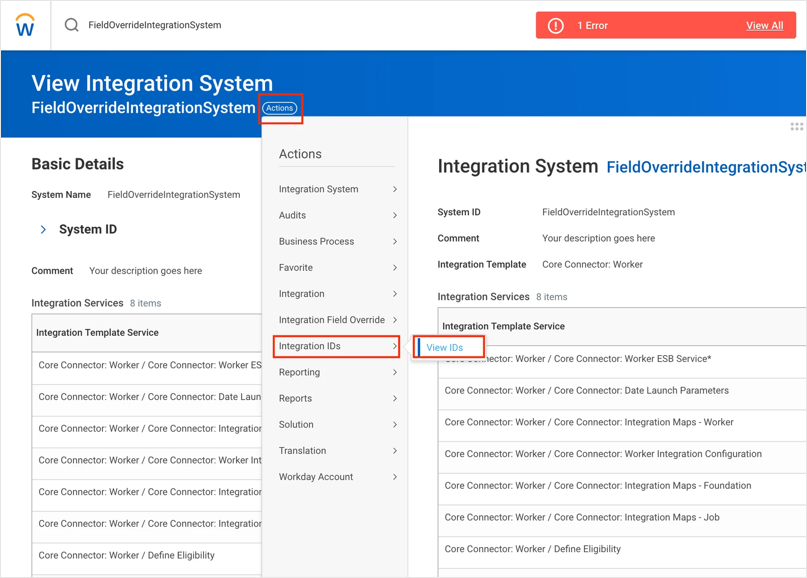 W
FieldOverrideIntegrationSystem
1 Error
View All
View Integration System
FieldOverrideIntegrationSystem
Actions
Basic Details
System Name FieldOverrideIntegrationSystem
System ID
Comment Your description goes here
Integration Services 8 items
Integration Template Service
Core Connector: Worker / Core Connector: Worker ES
Core Connector: Worker / Core Connector: Date Laun
Core Connector: Worker / Core Connector: Integration
Core Connector: Worker / Core Connector: Worker Int
Core Connector: Worker / Core Connector: Integration
Core Connector: Worker / Core Connector: Integration
Core Connector: Worker / Define Eligibility
Actions
Integration System
Audits
Business Process
Favorite
Integration
Integration Field Override
Integration IDs
Reporting
Reports
Solution
Translation
Workday Account
View IDs
Integration System FieldOverrideIntegrationSyst
System ID FieldOverrideIntegrationSystem
Comment Your description goes here
Integration Template Core Connector: Worker
Integration Services 8 items
Integration Template Service
nnector: Worker / Core Connector: Worker ESB Service*
Core Connector: Worker / Core Connector: Date Launch Parameters
Core Connector: Worker / Core Connector: Integration Maps - Worker
Core Connector: Worker / Core Connector: Worker Integration Configuration
Core Connector: Worker / Core Connector: Integration Maps - Foundation
Core Connector: Worker / Core Connector: Integration Maps - Job
Core Connector: Worker / Define Eligibility